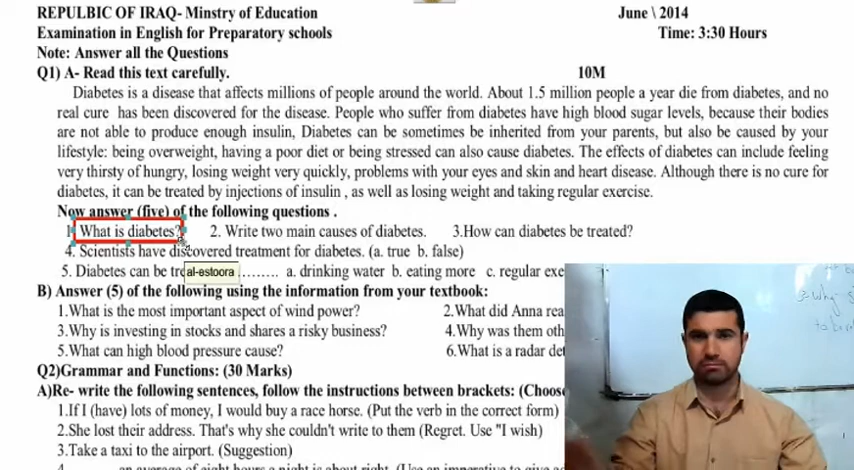 REPULBIC OF IRAQ- Minstry of Education June \ 2014
Examination in English for Preparatory schools Time: 3:30 Hours
Note: Answer all the Questions
Q1) A- Read this text carefully. 10M
Diabetes is a disease that affects millions of people around the world. About 1.5 million people a year die from diabetes, and no
real cure has been discovered for the disease. People who suffer from diabetes have high blood sugar levels, because their bodies
are not able to produce enough insulin, Diabetes can be sometimes be inherited from your parents, but also be caused by your
lifestyle: being overweight, having a poor diet or being stressed can also cause diabetes. The effects of diabetes can include feeling
very thirsty of hungry, losing weight very quickly, problems with your eyes and skin and heart disease. Although there is no cure for
diabetes, it can be treated by injections of insulin , as well as losing weight and taking regular exercise.
Now answer (five) of the following questions .
1 What is diabetes? 2. Write two main causes of diabetes. 3.How can diabetes be treated?
4. Scientists have discovered treatment for diabetes. (a. true b. false)
5. Diabetes can be al-estoora ........ a. drinking water b. eating more c. regular
B) Answer (5) of the following using the information from your textbook:
1.What is the most important aspect of wind power? 2.What did Anna
3.Why is investing in stocks and shares a risky business? 4.Why was them
5.What can high blood pressure cause? 6.What is a radar
Q2)Grammar and Functions: (30 Marks)
A)Re- write the following sentences, follow the instructions between brackets:
1.If I (have) lots of money, I would buy a race horse. (Put the verb in the correct form)
2.She lost their address. That's why she couldn't write to them (Regret. Use "I wish)
3.Take a taxi to the airport. (Suggestion)